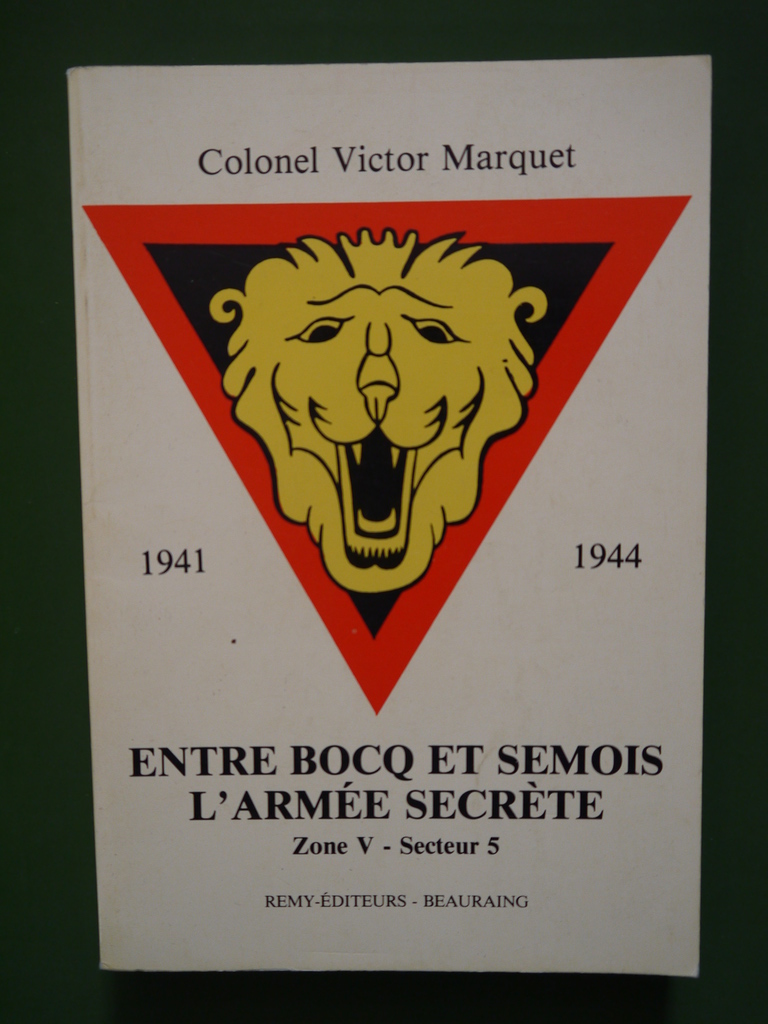 Colonel Victor Marquet
1941
1944
ENTRE BOCQ ET SEMOIS
L'ARMÉE SECRÈTE
Zone V - Secteur 5
REMY-ÉDITEURS - BEAURAING